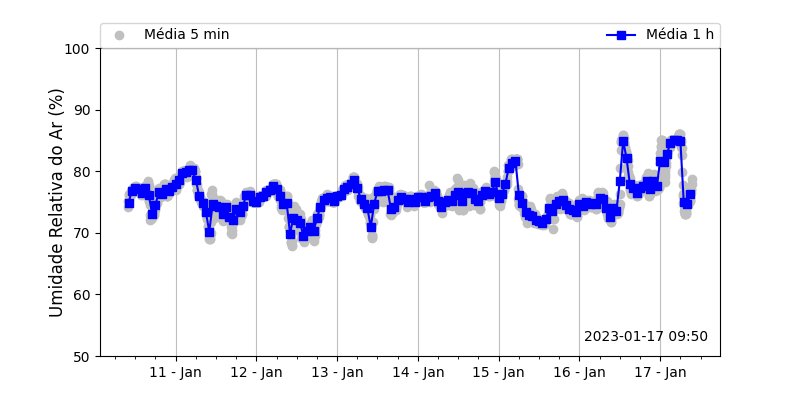 Média 5 min
Média 1 h
Umidade Relativa do Ar (%)
100
90
80
70
60
50
2023-01-17 09:50
11 - Jan
12 - Jan
13 - Jan
14 - Jan
15 - Jan
16 - Jan
17 - Jan